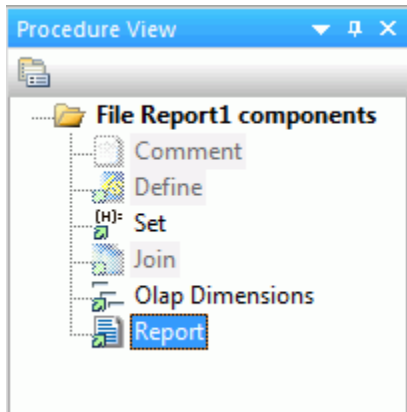 Procedure View
File Report1 components
Comment
Define
{H}= Set
Join
Olap Dimensions
Report